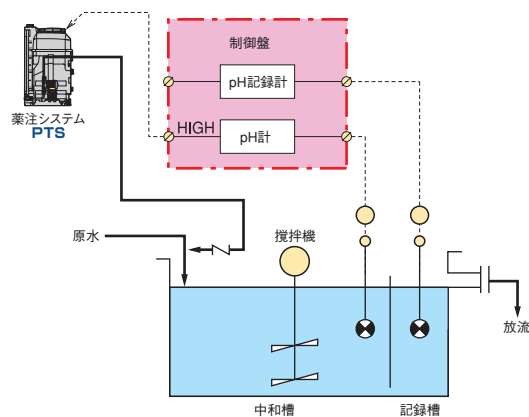 制御盤
pH記録計
HIGH
pH計
薬注システム
PTS
原水
撹拌機
放流
中和槽
記録槽